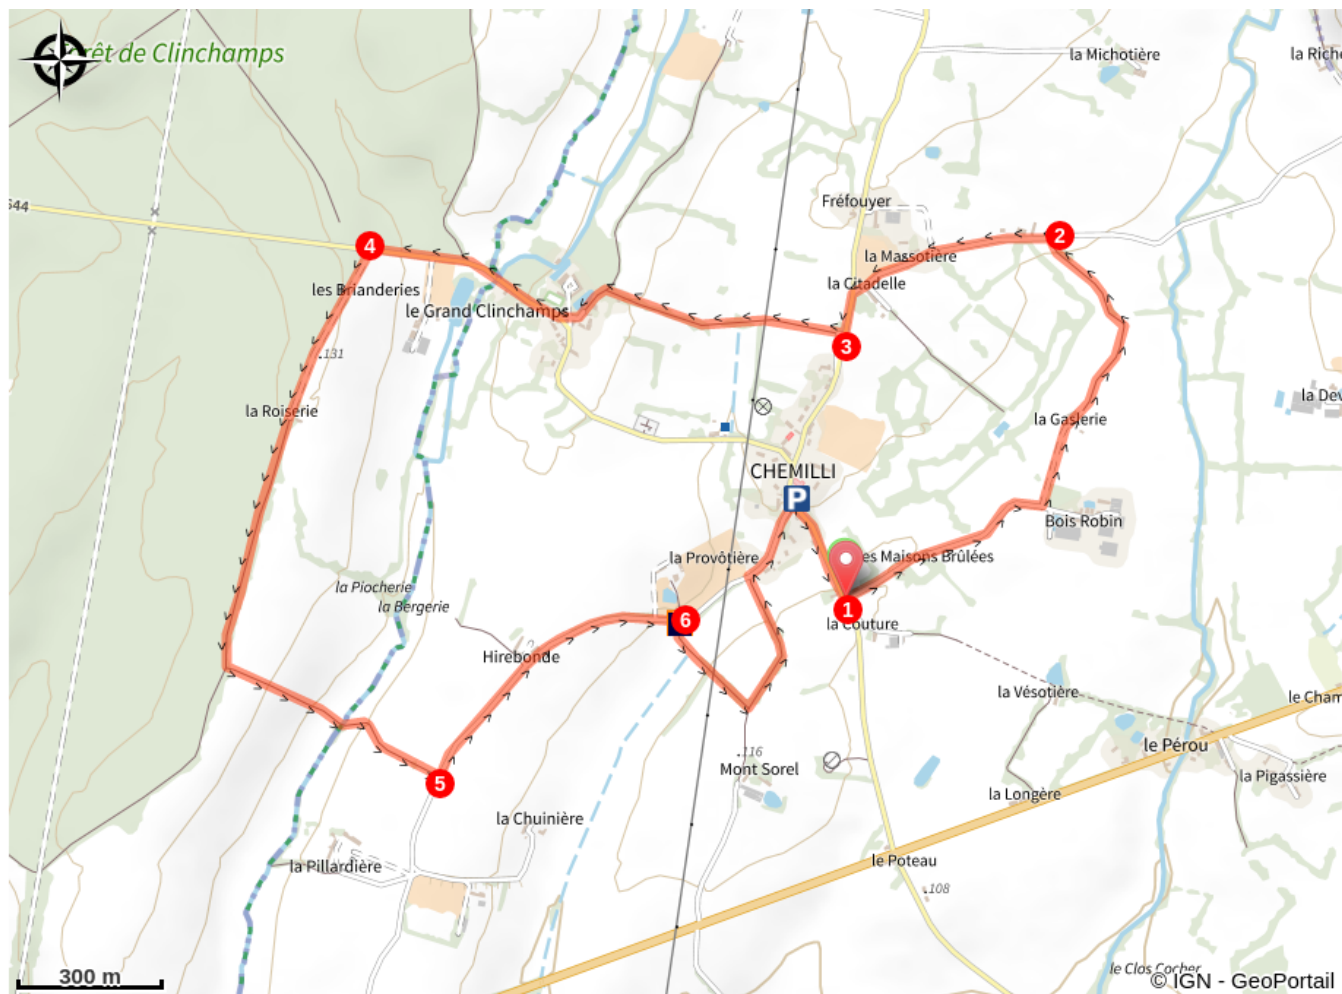 Forêt de Clinchamps
la Michotière
la Rich
644
Fréfouyer
2
4
la Massotière
la Citadelle
les Brianderies
le Grand Clinchamps
3
131
la Roiserie
la Gaslerie
la Dev
CHEMILLI
P
Bois Robin
la Provôtière
les Maisons Brûlées
la Piocherie
la Bergerie
1
6
la Couture
Hirebonde
la Vésotière
le Cham
116
Mont Sorel
le Pérou
5
la Pigassière
la Longère
la Chuinière
le Poteau
la Pillardière
108
le Clos Cocher
300 m
© IGN - GeoPortail